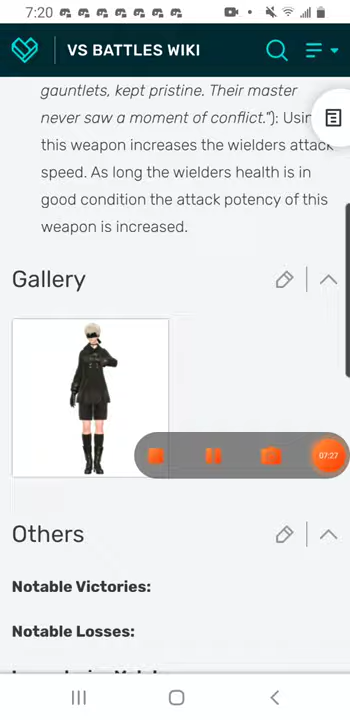 7:20
VS BATTLES WIKI
gauntlets, kept pristine. Their master
never saw a moment of conflict."): Usin
this weapon increases the wielders attack
speed. As long the wielders health is in
good condition the attack potency of this
weapon is increased.
Gallery
07:27
Others
Notable Victories:
Notable Losses: